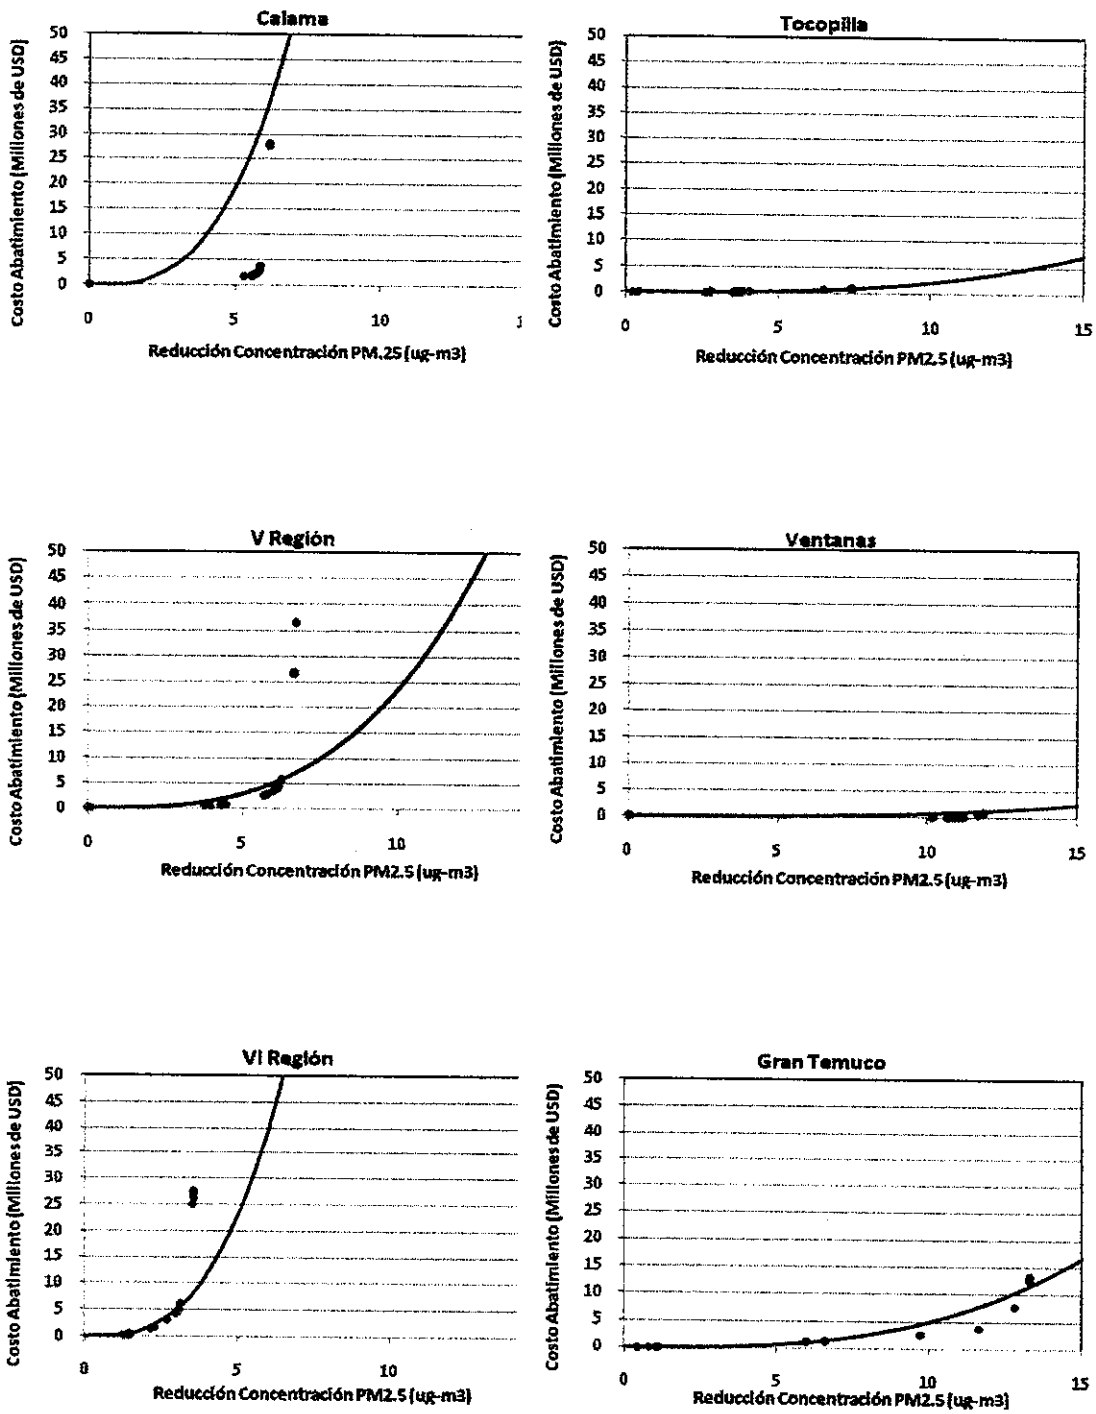 Calama
Costo Abatimiento (Millones de USD)
50
45
40
35
30
25
20
15
10
5
0
0 5 10 1
Reducción Concentración PM.25 (ug-m3)
Tocopilla
Costo Abatimiento (Millones de USD)
50
45
40
35
30
25
20
15
10
5
0
0 5 10 15
Reducción Concentración PM2.5 (ug-m3)
V Región
Costo Abatimiento (Millones de USD)
50
45
40
35
30
25
20
15
10
5
0
0 5 10
Reducción Concentración PM2.5 (ug-m3)
Ventanas
Costo Abatimiento (Millones de USD)
50
45
40
35
30
25
20
15
10
5
0
0 5 10 15
Reducción Concentración PM2.5 (ug-m3)
VI Región
Costo Abatimiento (Millones de USD)
50
45
40
35
30
25
20
15
10
5
0
0 5 10
Reducción Concentración PM2.5 (ug-m3)
Gran Temuco
Costo Abatimiento (Millones de USD)
50
45
40
35
30
25
20
15
10
5
0
0 5 10 15
Reducción Concentración PM2.5 (ug-m3)